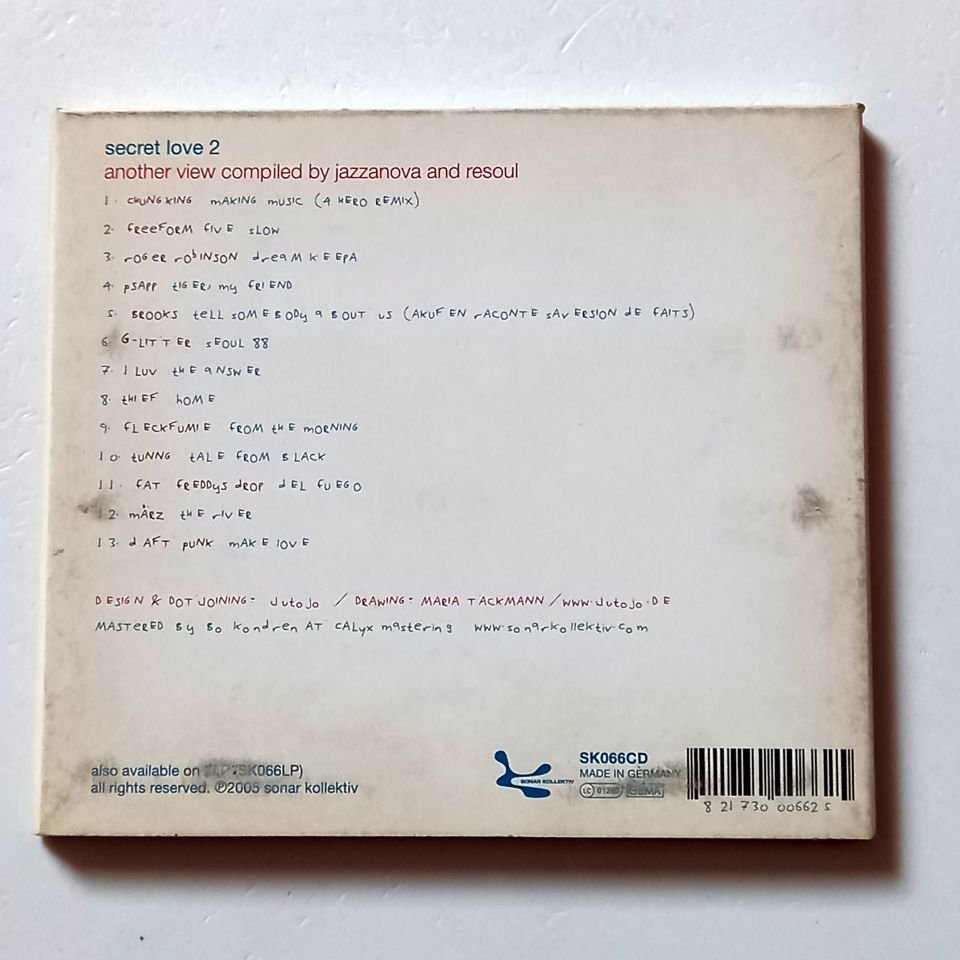 secret love 2
another view compiled by jazzanova and resoul
1. CHUNGKING MAKING MUSIC (4 HERO REMIX)
2. freeFORM fIVE sLOW
3. rOGER rObINSON dreaM KEEPA
4. pSAPP tIGER, my fRIEND
5. BROOKS tell sOMEBODy aBOUT us (AKUFEN rACONTE sAVERSION dE fAITS)
6. G-LITTER sEOUL 88
7. I LUV tHE aNSWER
8. tHIEF hOME
9. fLECKFUMIE fROM tHE mORNING
10. tUNNG tALE fROM BLACK
11. fAT fREDDyS dROP dEL fUEGO
12. mÄRZ tHE rIVER
13. dAFT pUNK mAKE lOVE
DESIGN & DOT JOINING: Jutojo / DRAWING: MARIA TACKMANN / WWW.Jutojo.DE
MASTERED By Bo Kondren AT CALyx mastering www.sonarkollektiv.com
also available on (SK066LP)
all rights reserved. ℗2005 sonar kollektiv
SONAR KOLLEKTIV
SK066CD
MADE IN GERMANY
LC 01280 GEMA
8 21730 00662 5